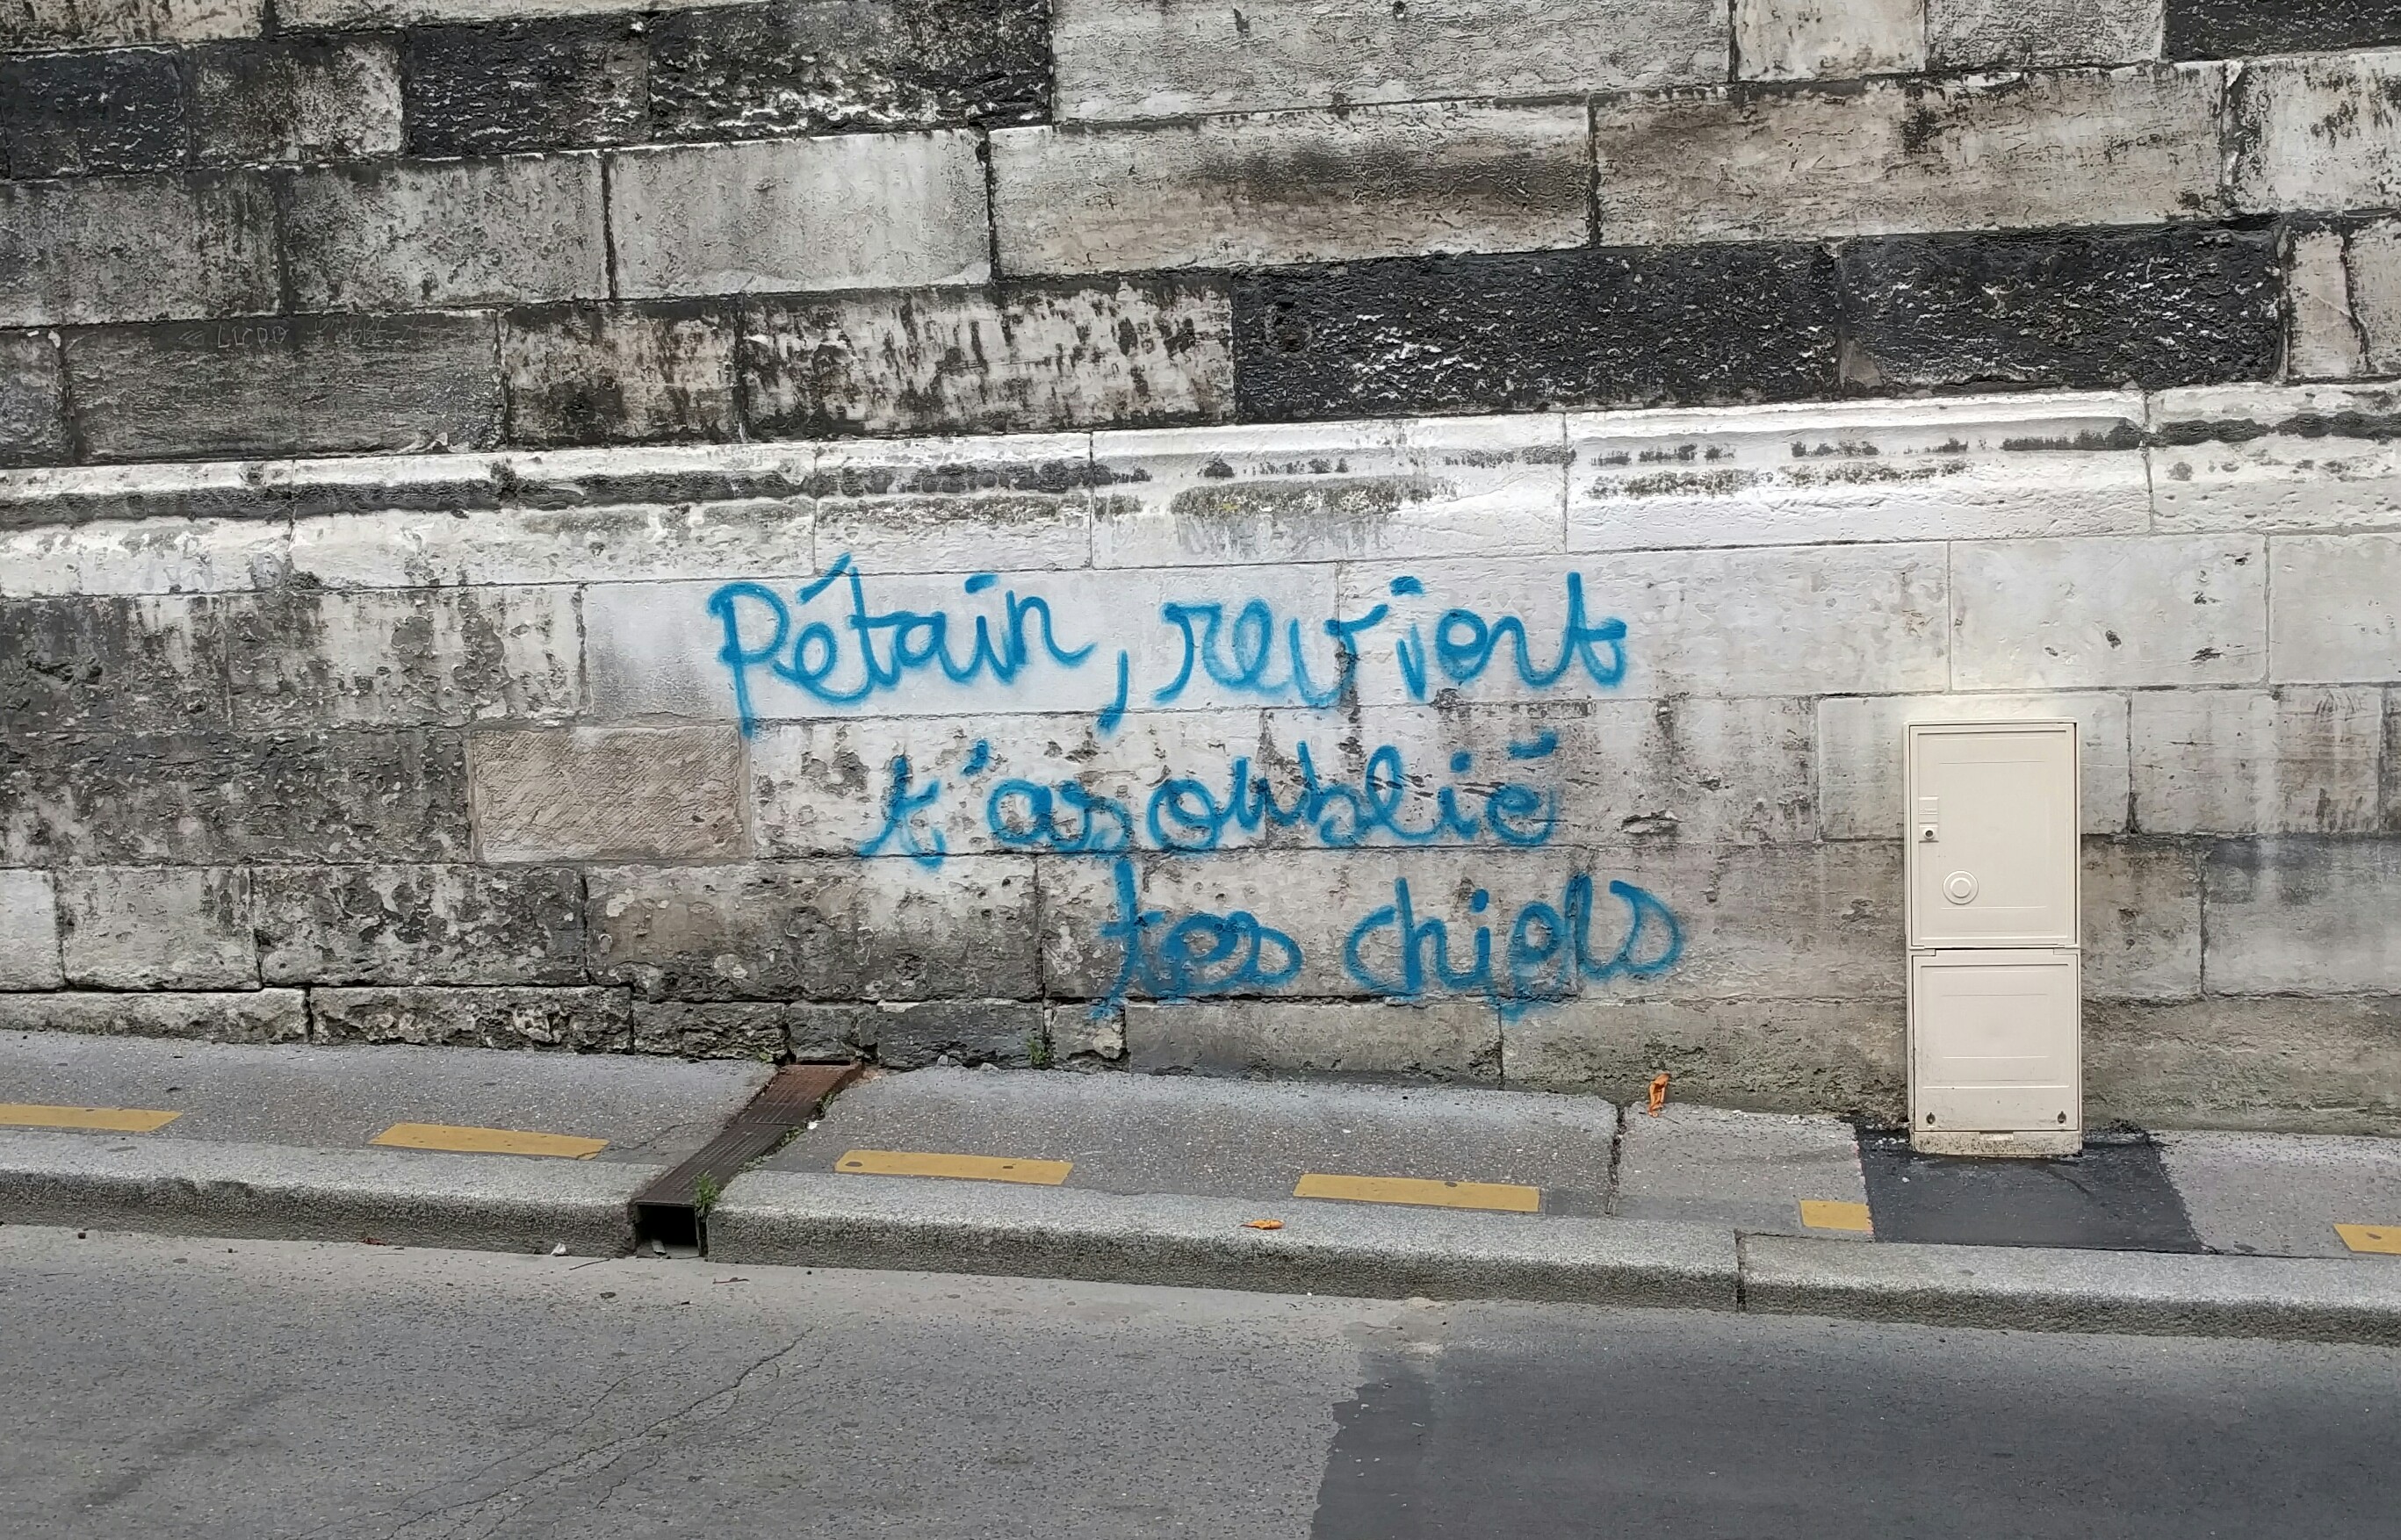 Pétain, revient
t'as oublié
tes chiens